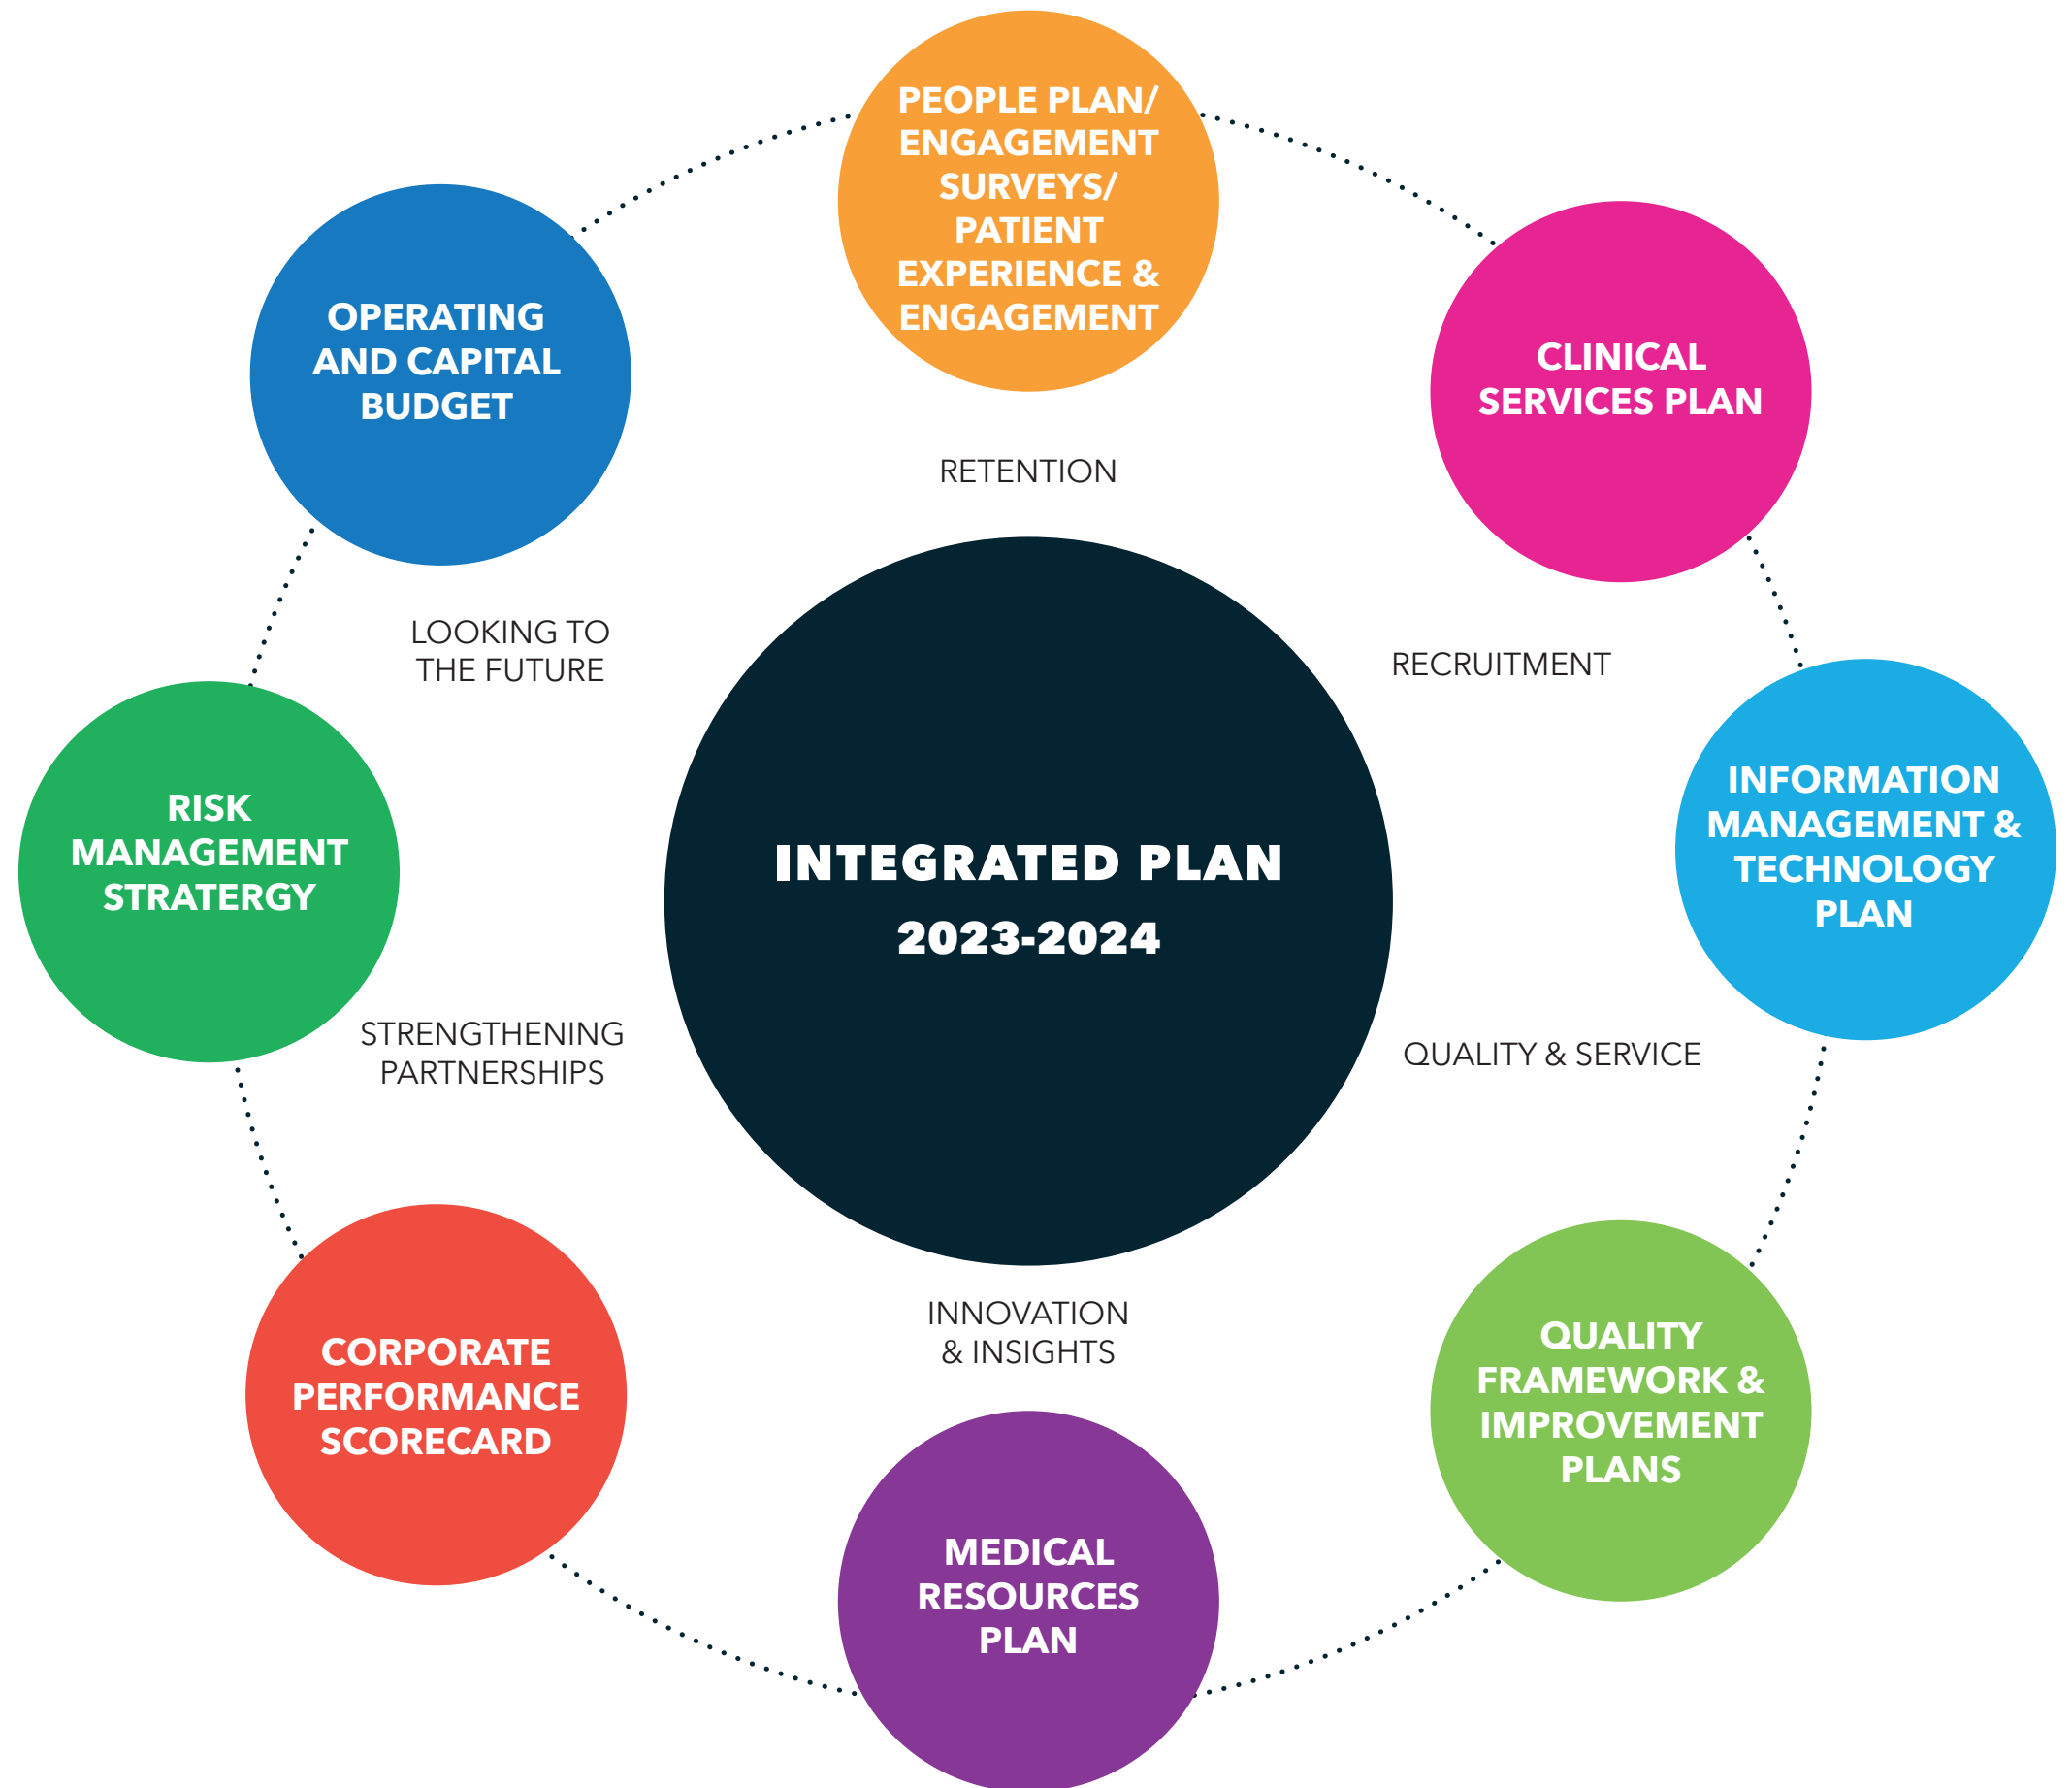 PEOPLE PLAN/
ENGAGEMENT
SURVEYS/
PATIENT
EXPERIENCE &
ENGAGEMENT
OPERATING
AND CAPITAL
BUDGET
CLINICAL
SERVICES PLAN
RETENTION
LOOKING TO
THE FUTURE
RECRUITMENT
RISK
MANAGEMENT
STRATERGY
INTEGRATED PLAN
2023-2024
INFORMATION
MANAGEMENT &
TECHNOLOGY
PLAN
STRENGTHENING
PARTNERSHIPS
QUALITY & SERVICE
INNOVATION
& INSIGHTS
CORPORATE
PERFORMANCE
SCORECARD
QUALITY
FRAMEWORK &
IMPROVEMENT
PLANS
MEDICAL
RESOURCES
PLAN